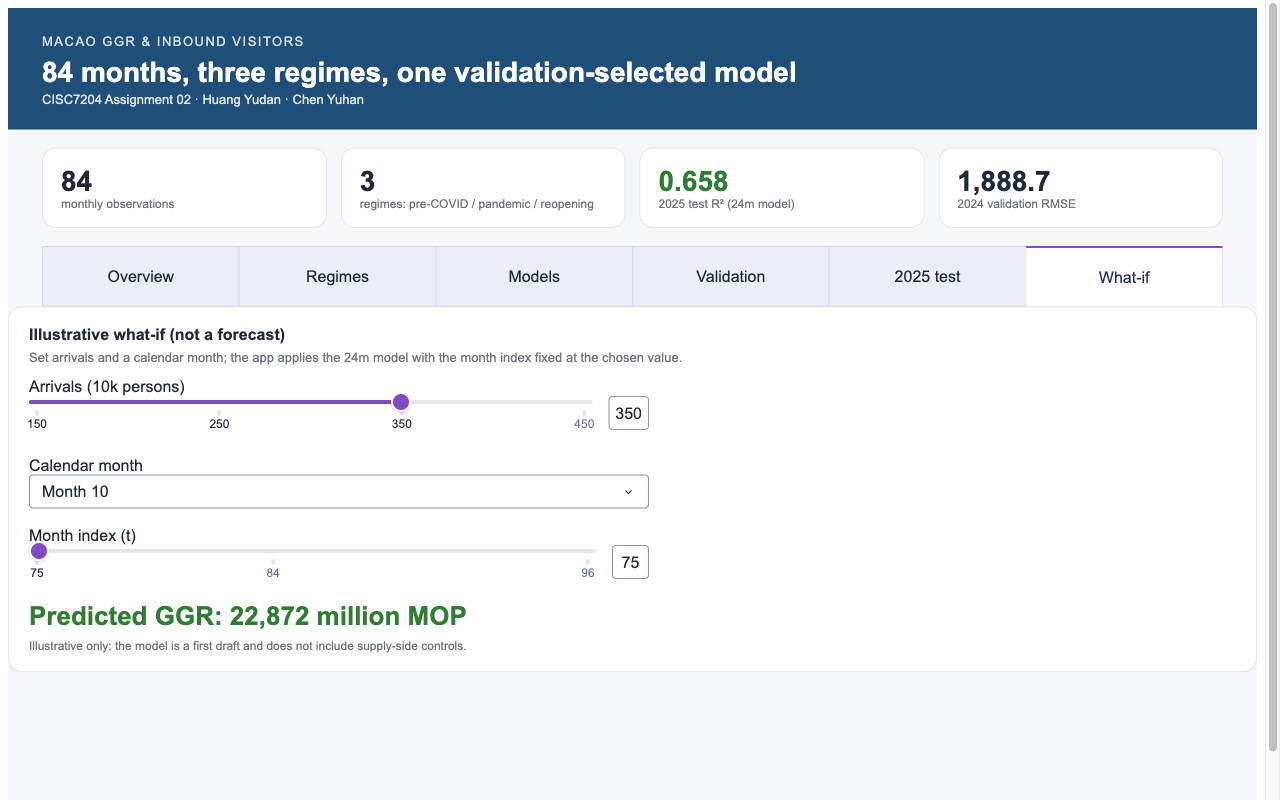 MACAO GGR & INBOUND VISITORS
84 months, three regimes, one validation-selected model
CISC7204 Assignment 02 · Huang Yudan · Chen Yuhan
84
monthly observations
3
regimes: pre-COVID / pandemic / reopening
0.658
2025 test R² (24m model)
1,888.7
2024 validation RMSE
Overview Regimes Models Validation 2025 test What-if
Illustrative what-if (not a forecast)
Set arrivals and a calendar month; the app applies the 24m model with the month index fixed at the chosen value.
Arrivals (10k persons)
350
150 250 350 450
Calendar month
Month 10
Month index (t)
75
75 84 96
Predicted GGR: 22,872 million MOP
Illustrative only: the model is a first draft and does not include supply-side controls.